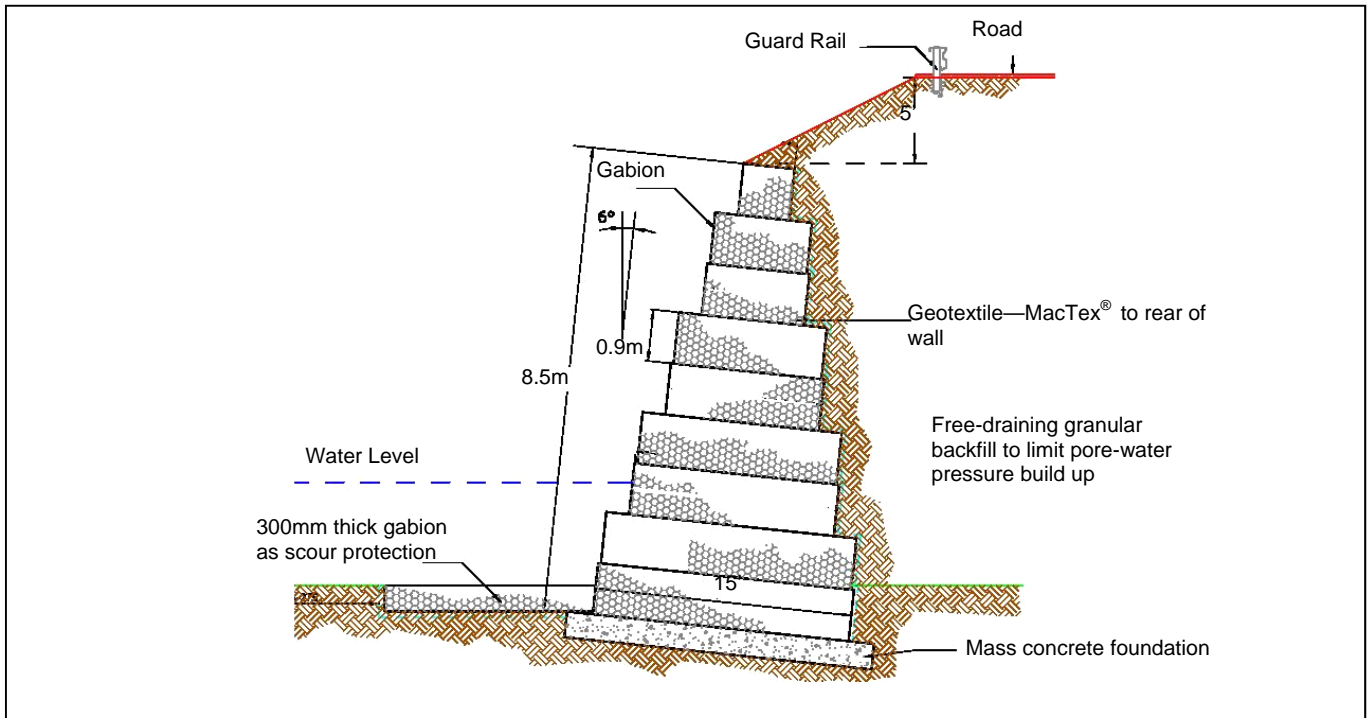 Road
Guard Rail
5
Gabion
6°
Geotextile—MacTex® to rear of
wall
0.9m
8.5m
Free-draining granular
backfill to limit pore-water
pressure build up
Water Level
300mm thick gabion
as scour protection
15
Mass concrete foundation